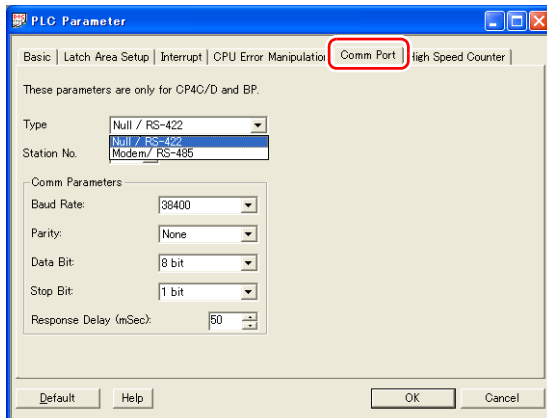 PLC Parameter
Basic Latch Area Setup Interrupt CPU Error Manipulation Comm Port High Speed Counter
These parameters are only for CP4C/D and BP.
Type Null / RS-422
Null / RS-422
Station No. Modem/ RS-485
Comm Parameters
Baud Rate: 38400
Parity: None
Data Bit: 8 bit
Stop Bit: 1 bit
Response Delay (mSec): 50
Default Help OK Cancel